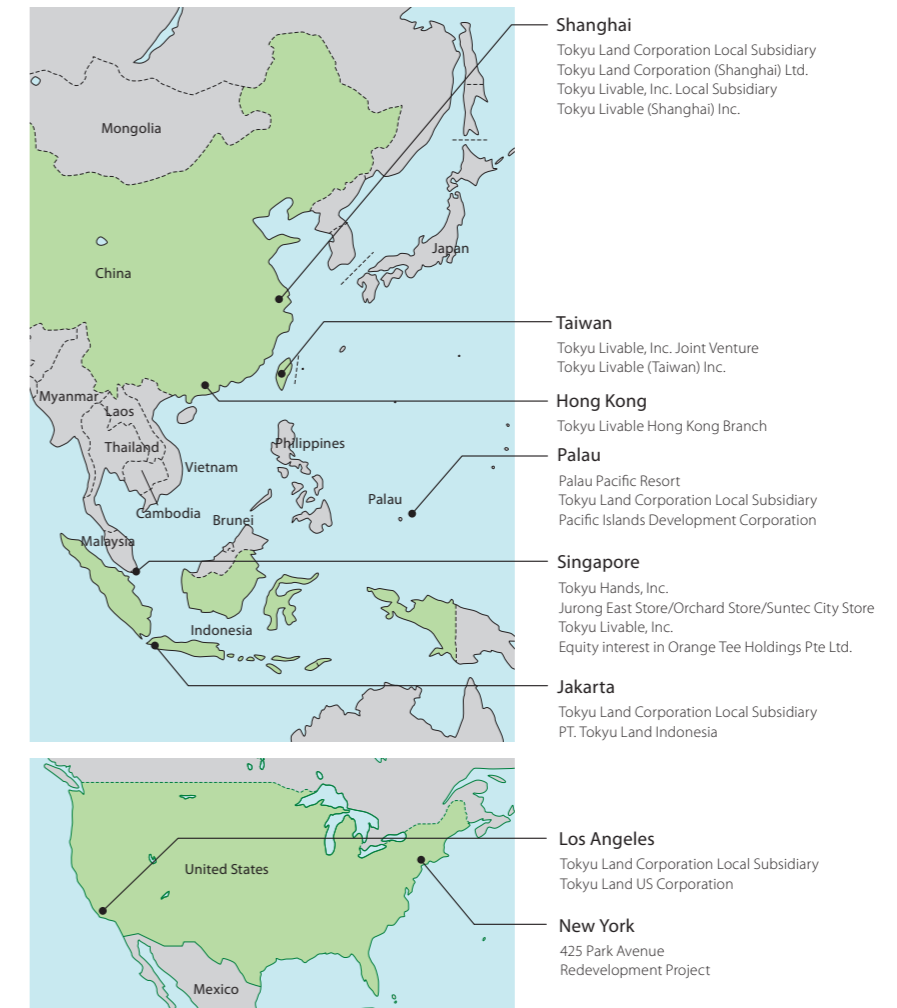 Shanghai
Tokyu Land Corporation Local Subsidiary
Tokyu Land Corporation (Shanghai) Ltd.
Tokyu Livable, Inc. Local Subsidiary
Tokyu Livable (Shanghai) Inc.
Mongolia
Japan
China
Taiwan
Tokyu Livable, Inc. Joint Venture
Tokyu Livable (Taiwan) Inc.
Hong Kong
Tokyu Livable Hong Kong Branch
Myanmar
Laos
Thailand
Vietnam
Cambodia
Philippines
Brunei
Palau
Malaysia
Indonesia
Palau
Palau Pacific Resort
Tokyu Land Corporation Local Subsidiary
Pacific Islands Development Corporation
Singapore
Tokyu Hands, Inc.
Jurong East Store/Orchard Store/Suntec City Store
Tokyu Livable, Inc.
Equity interest in Orange Tee Holdings Pte Ltd.
Jakarta
Tokyu Land Corporation Local Subsidiary
PT. Tokyu Land Indonesia
United States
Mexico
Los Angeles
Tokyu Land Corporation Local Subsidiary
Tokyu Land US Corporation
New York
425 Park Avenue
Redevelopment Project